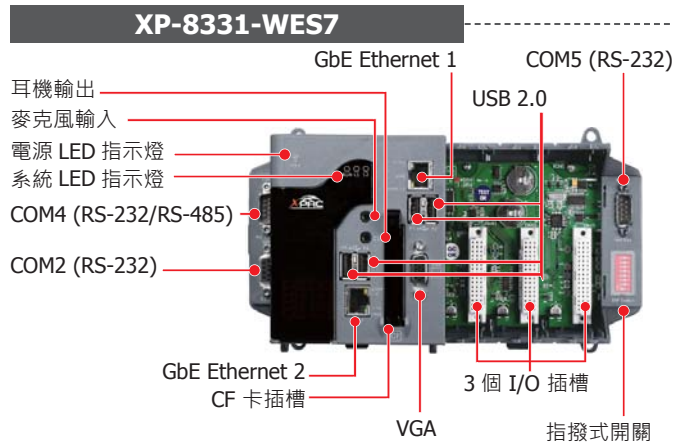 XP-8331-WES7
GbE Ethernet 1
COM5 (RS-232)
USB 2.0
耳機輸出
麥克風輸入
電源 LED 指示燈
系統 LED 指示燈
COM4 (RS-232/RS-485)
COM2 (RS-232)
XPAC
GbE Ethernet 2
CF 卡插槽
VGA
3 個 I/O 插槽
指撥式開關